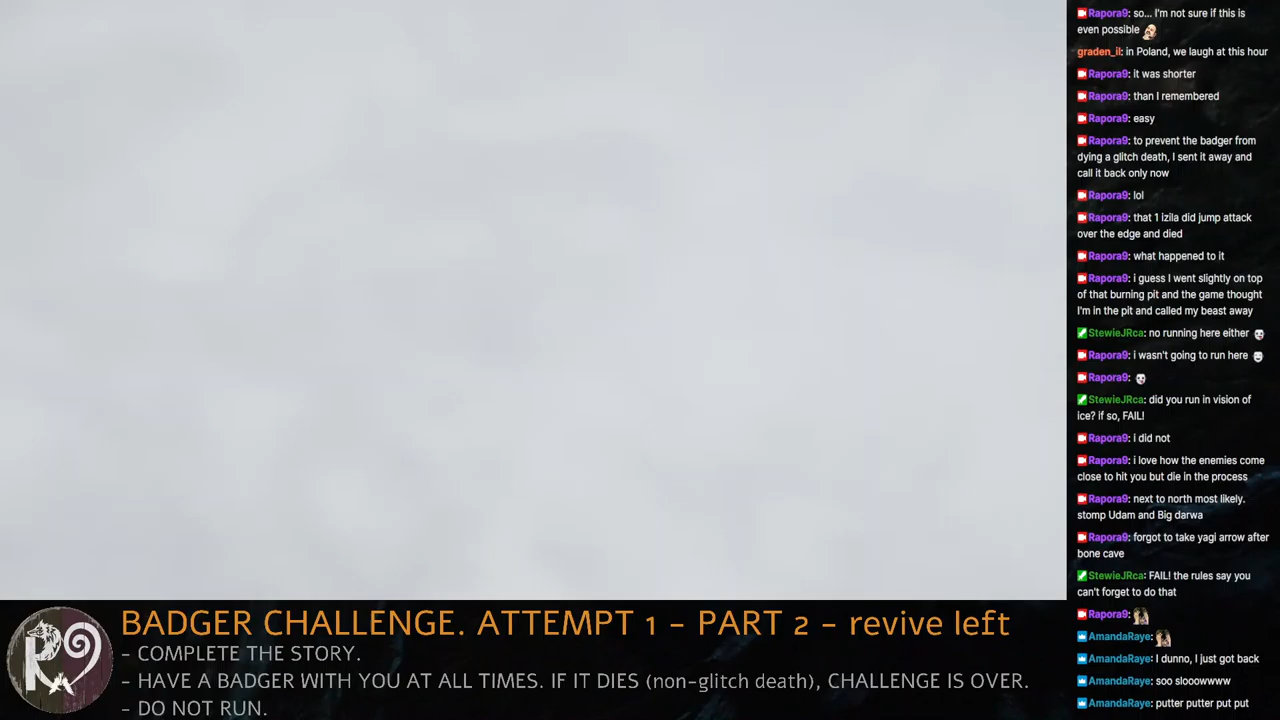 Rapora9: so... I'm not sure if this is
even possible
graden_il: in Poland, we laugh at this hour
Rapora9: it was shorter
Rapora9: than I remembered
Rapora9: easy
Rapora9: to prevent the badger from
dying a glitch death, I sent it away and
call it back only now
Rapora9: lol
Rapora9: that 1 izila did jump attack
over the edge and died
Rapora9: what happened to it
Rapora9: i guess I went slightly on top
of that burning pit and the game thought
I'm in the pit and called my beast away
StewieJRca: no running here either
Rapora9: i wasn't going to run here
Rapora9:
StewieJRca: did you run in vision of
ice? if so, FAIL!
Rapora9: i did not
Rapora9: i love how the enemies come
close to hit you but die in the process
Rapora9: next to north most likely.
stomp Udam and Big darwa
Rapora9: forgot to take yagi arrow after
bone cave
StewieJRca: FAIL! the rules say you
can't forget to do that
Rapora9:
AmandaRaye:
AmandaRaye: I dunno, I just got back
AmandaRaye: soo slooowwww
AmandaRaye: putter putter put put
R9
BADGER CHALLENGE. ATTEMPT 1 - PART 2 - revive left
- COMPLETE THE STORY.
- HAVE A BADGER WITH YOU AT ALL TIMES. IF IT DIES (non-glitch death), CHALLENGE IS OVER.
- DO NOT RUN.